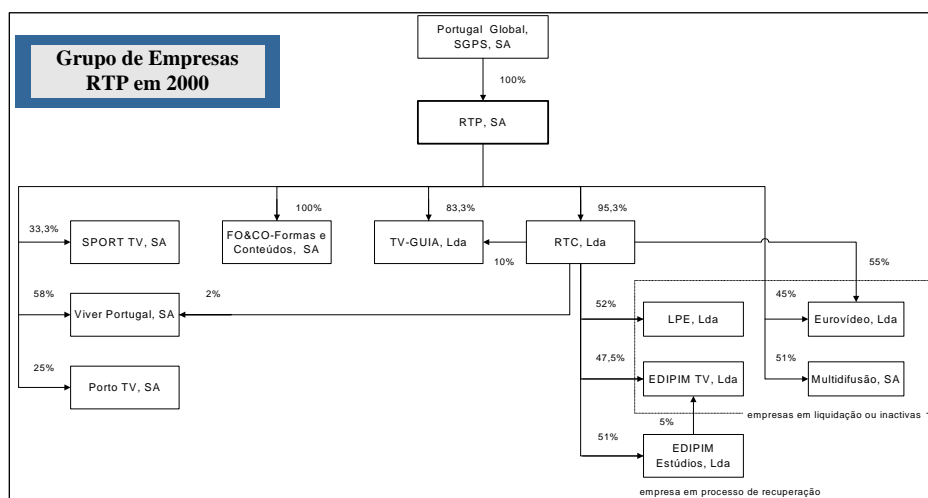 Portugal Global,
SGPS, SA
Grupo de Empresas
RTP em 2000
100%
RTP, SA
33,3%
100%
83,3%
95,3%
SPORT TV, SA
FO&CO-Formas e
Conteúdos, SA
TV-GUIA, Lda
RTC, Lda
10%
55%
58%
2%
52%
45%
Viver Portugal, SA
LPE, Lda
Eurovídeo, Lda
25%
47,5%
51%
Porto TV, SA
EDIPIM TV, Lda
Multidifusão, SA
empresas em liquidação ou inactivas
5%
51%
EDIPIM
Estúdios, Lda
empresa em processo de recuperação